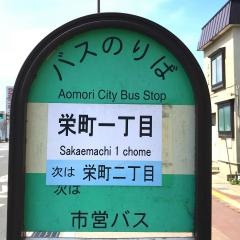 バスのりば
Aomori City Bus Stop
栄町一丁目
Sakaemachi 1 chome
次は 栄町二丁目
次は
市営バス